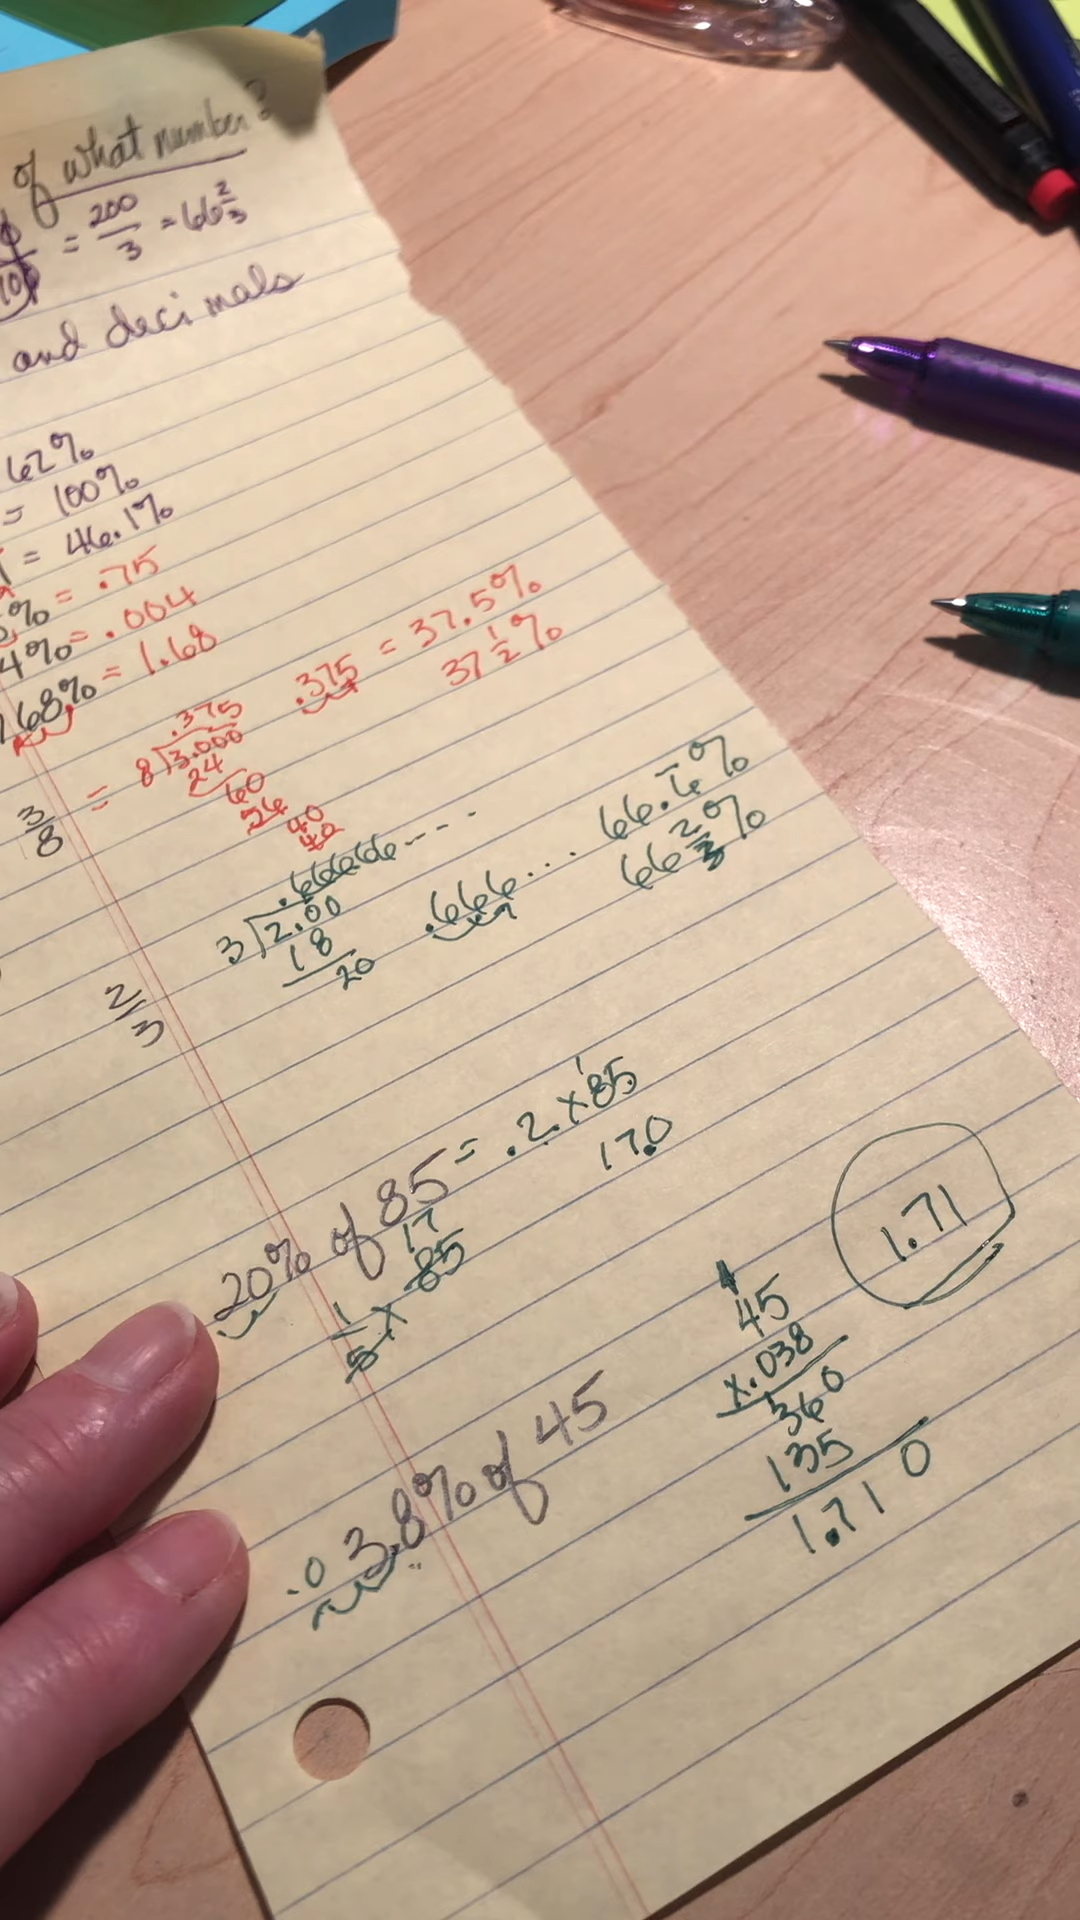 of what number?
= 200/3 = 66 2/3
and decimals
62%
= 100%
= 46.1%
% = .75
4% = .004
168% = 1.68
.375 = 37.5%
37 1/2 %
3/8 = 8)3.000 .375
24
60
56
40
40
.66666----
3)2.00
18
20
.666...
66.6̅%
66 2/3 %
2/3
20% of 85 = .2 x 85
17.0
1/5 x 85
17
3.8% of 45
.0
45
x.038
360
135
1.710
1.71